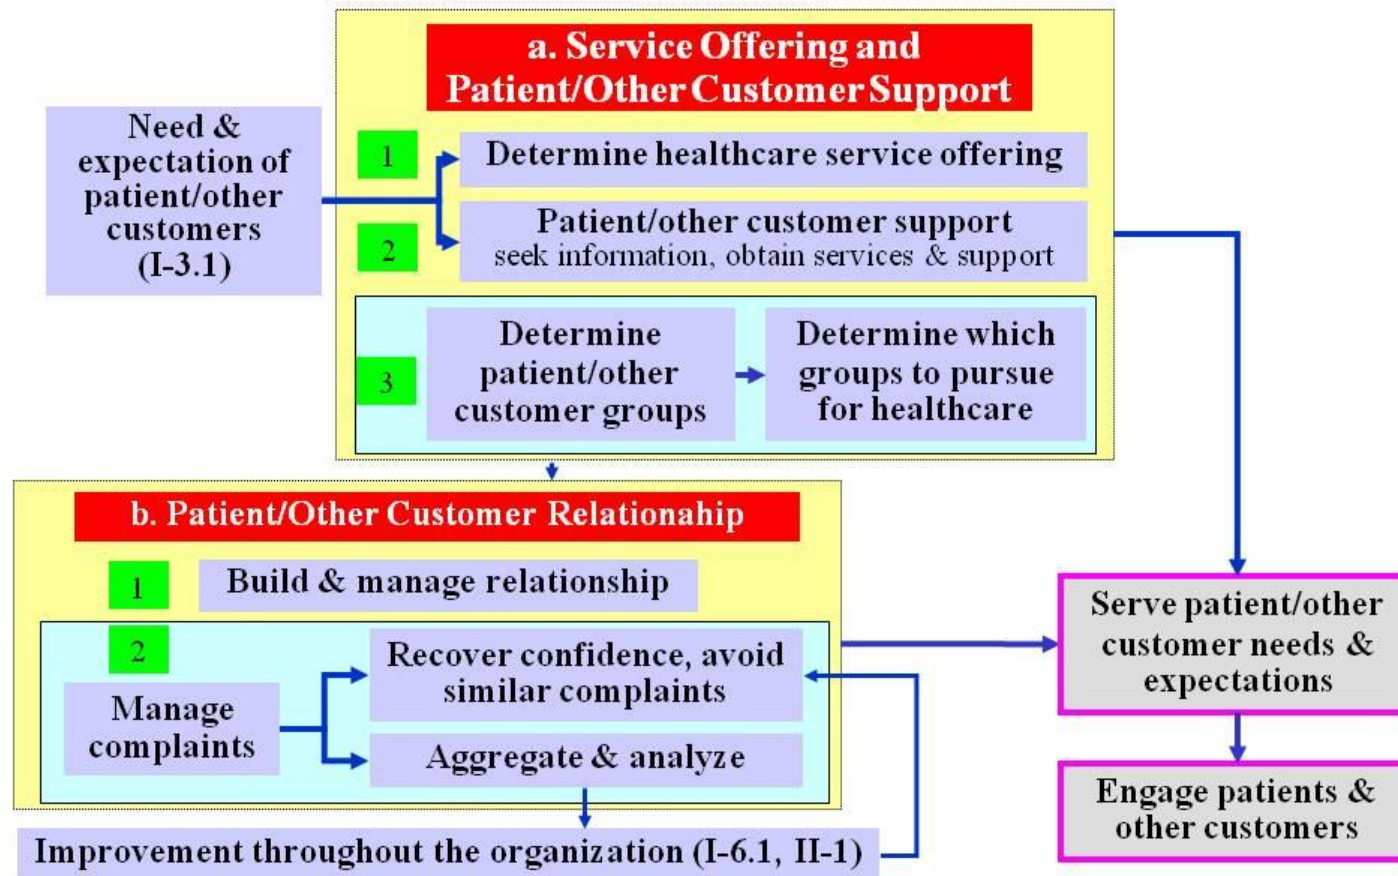 a. Service Offering and
Patient/Other Customer Support
Need &
expectation of
patient/other
customers
(I-3.1)
1
Determine healthcare service offering
2
Patient/other customer support
seek information, obtain services & support
3
Determine
patient/other
customer groups
Determine which
groups to pursue
for healthcare
b. Patient/Other Customer Relationahip
1
Build & manage relationship
2
Manage
complaints
Recover confidence, avoid
similar complaints
Aggregate & analyze
Improvement throughout the organization (I-6.1, II-1)
Serve patient/other
customer needs &
expectations
Engage patients &
other customers